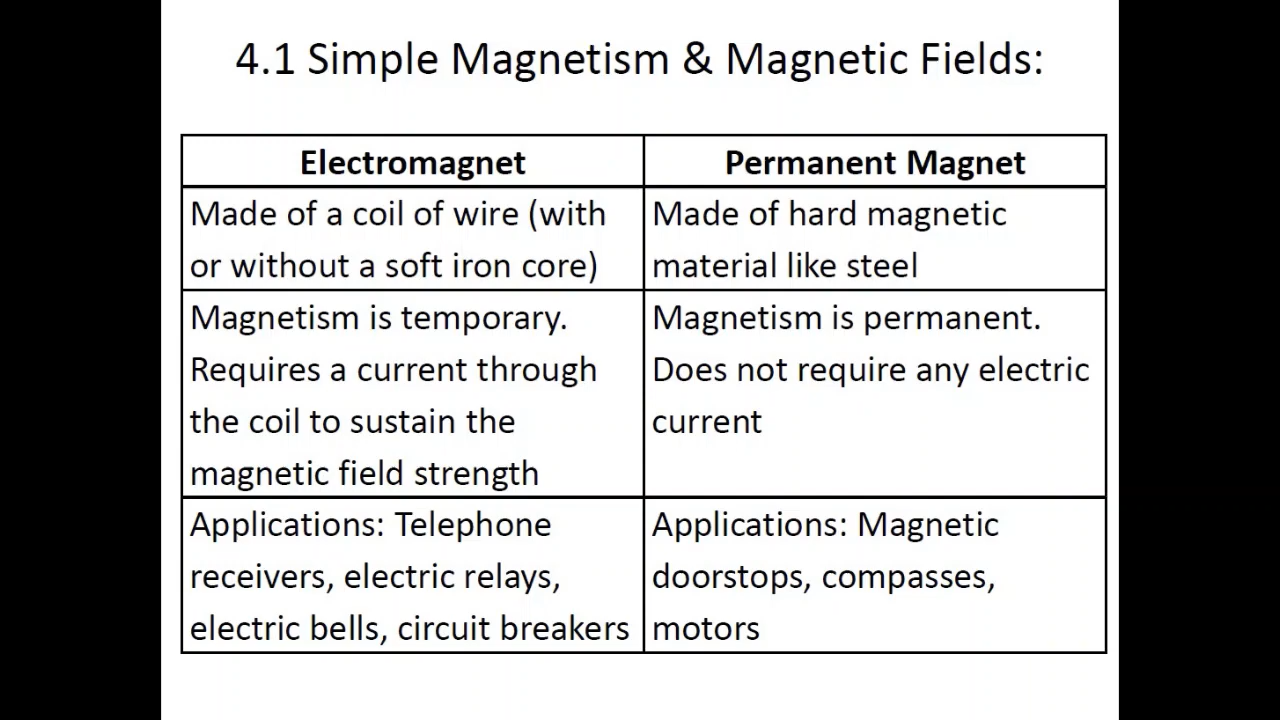 4.1 Simple Magnetism & Magnetic Fields:
Electromagnet
Permanent Magnet
Made of a coil of wire (with
or without a soft iron core)
Made of hard magnetic
material like steel
Magnetism is temporary.
Requires a current through
the coil to sustain the
magnetic field strength
Magnetism is permanent.
Does not require any electric
current
Applications: Telephone
receivers, electric relays,
electric bells, circuit breakers
Applications: Magnetic
doorstops, compasses,
motors